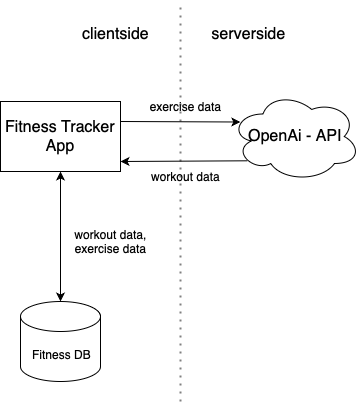 clientside
serverside
exercise data
Fitness Tracker
App
OpenAi - API
workout data
workout data,
exercise data
Fitness DB